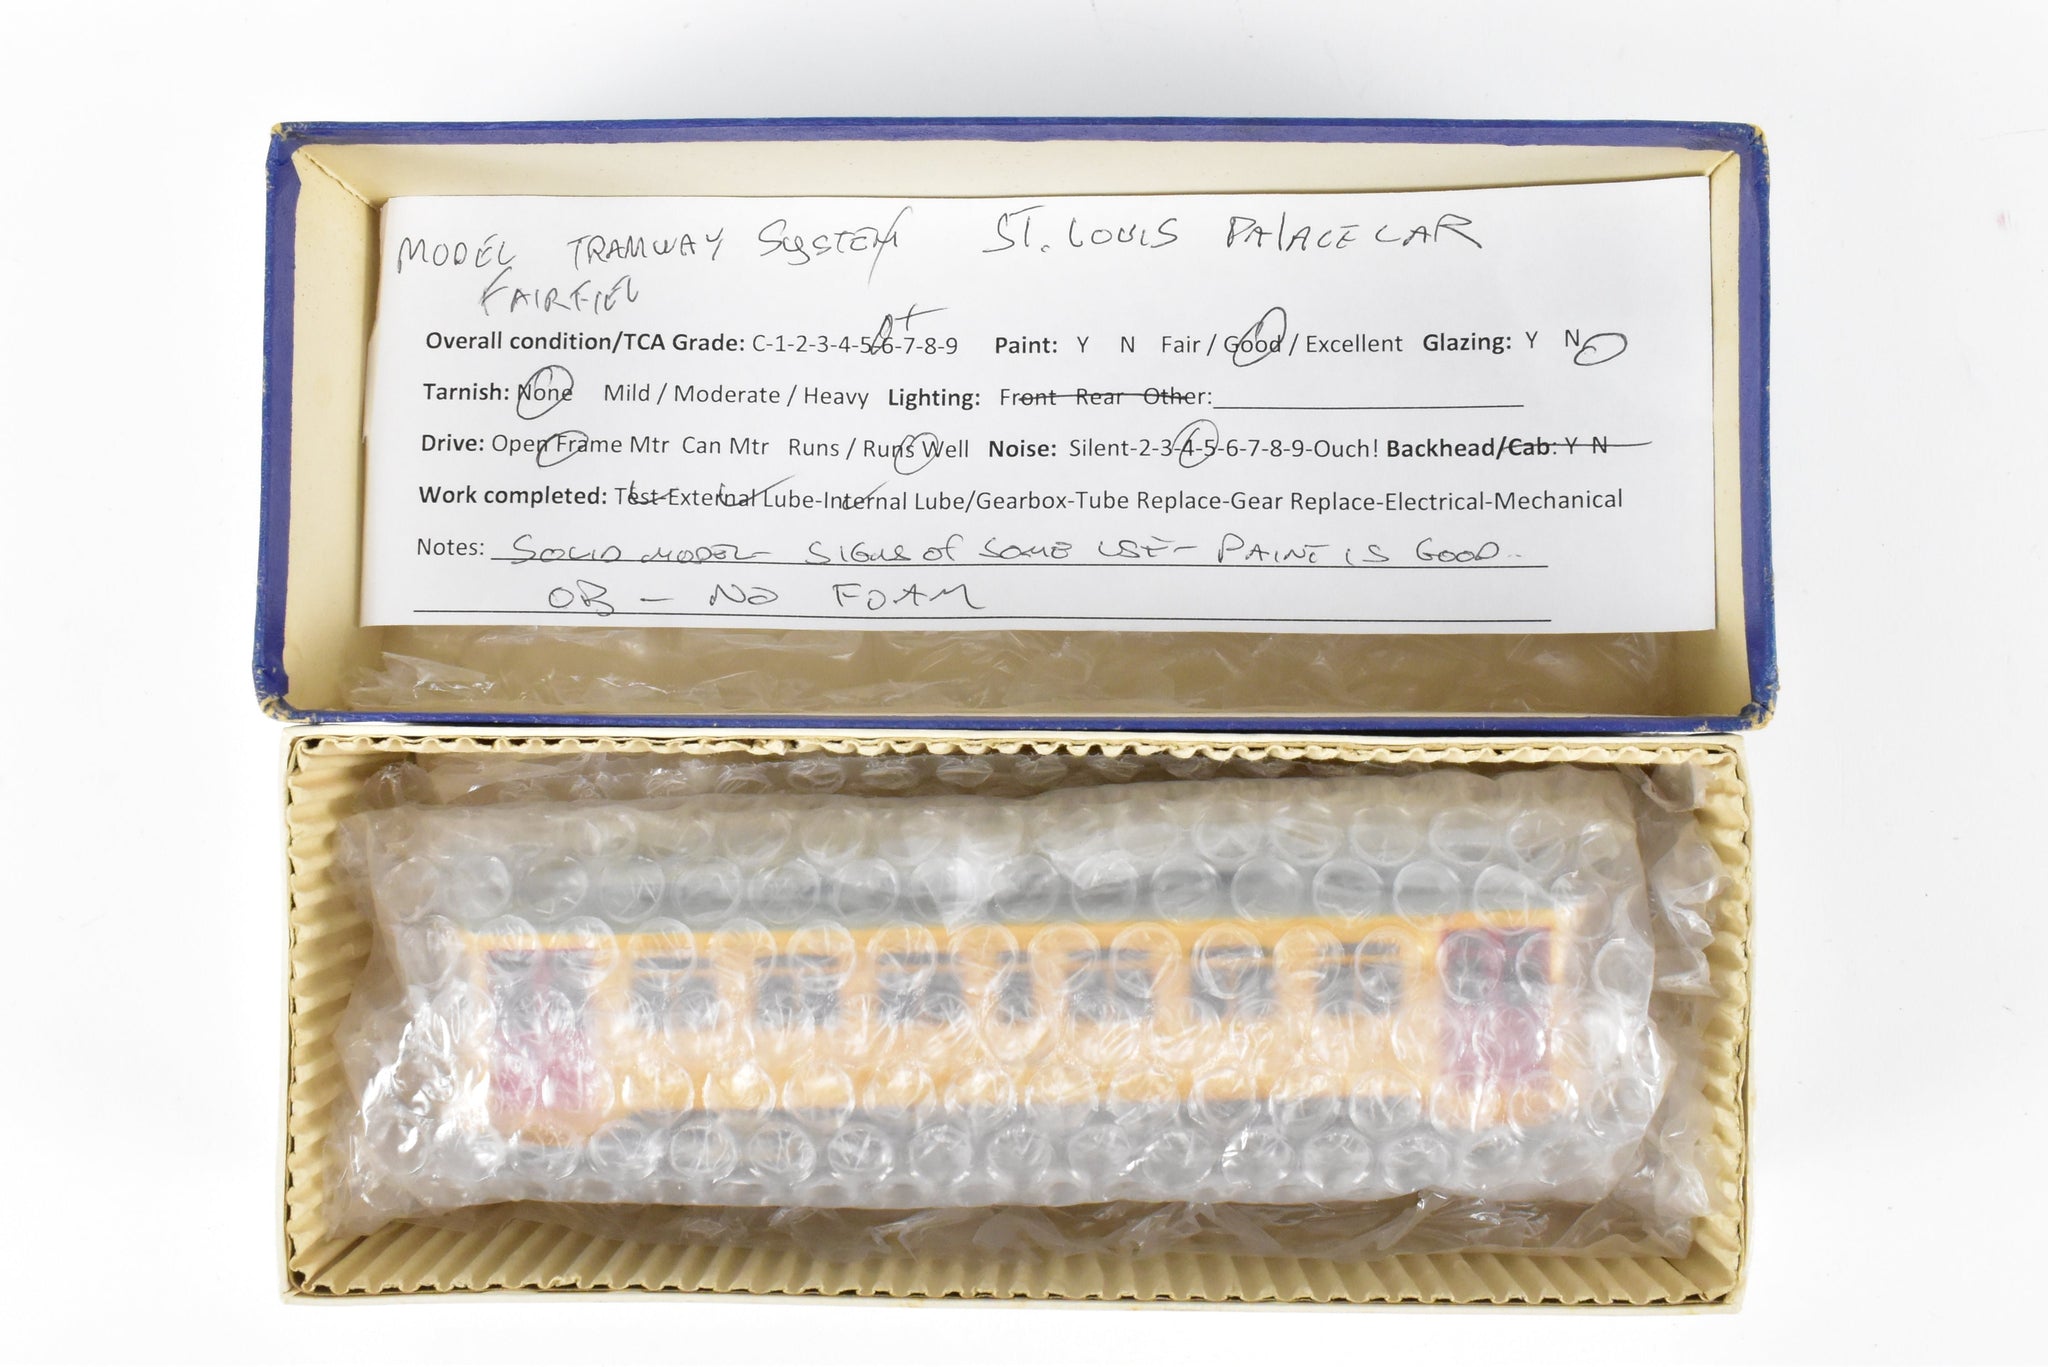 MODEL TRAMWAY SYSTEM ST. LOUIS PALACE CAR
FAIRFIEL
Overall condition/TCA Grade: C-1-2-3-4-5-6-7-8-9 Paint: Y N Fair / Good / Excellent Glazing: Y N
Tarnish: None Mild / Moderate / Heavy Lighting: Front Rear Other:
Drive: Open Frame Mtr Can Mtr Runs / Runs Well Noise: Silent-2-3-4-5-6-7-8-9-Ouch! Backhead/Cab: Y N
Work completed: Test-External Lube-Internal Lube/Gearbox-Tube Replace-Gear Replace-Electrical-Mechanical
Notes: SOLID MODEL - SIGNS OF SOME USE - PAINT IS GOOD..
OB - NO FOAM